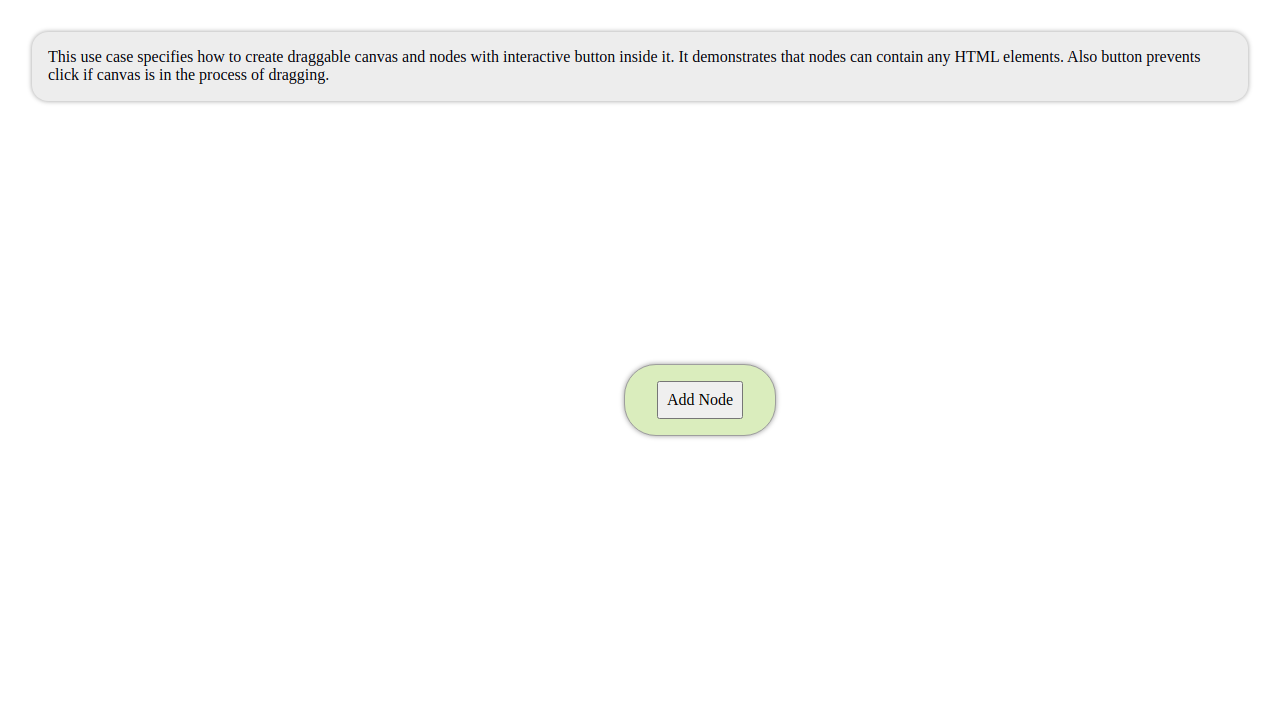 This use case specifies how to create draggable canvas and nodes with interactive button inside it. It demonstrates that nodes can contain any HTML elements. Also button prevents
click if canvas is in the process of dragging.
Add Node